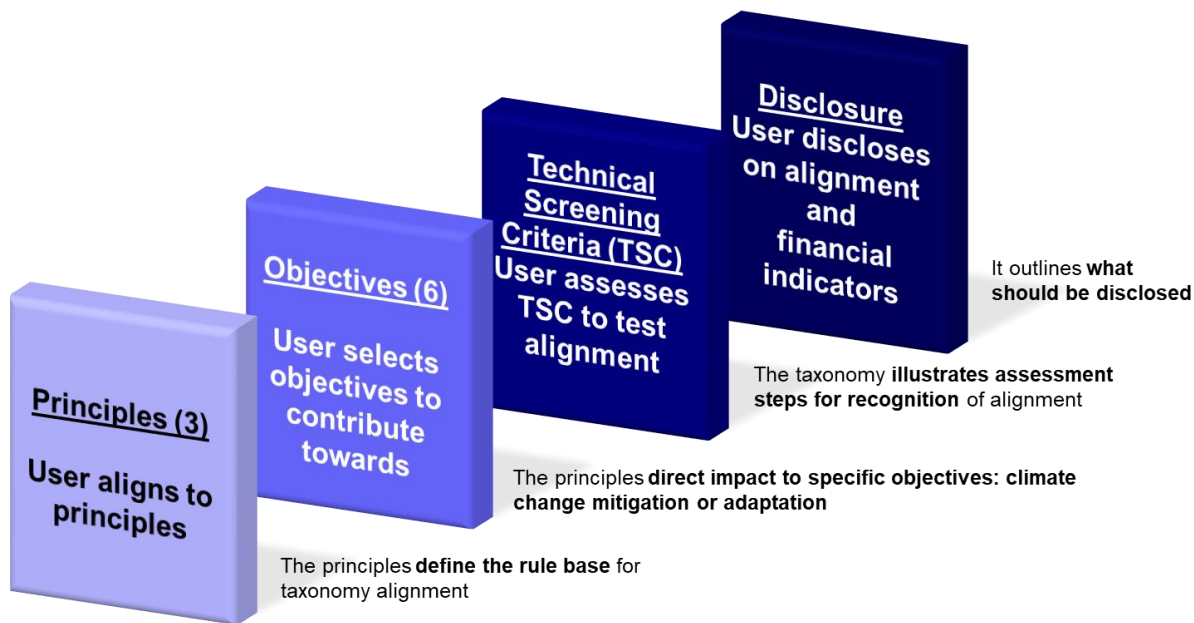 Principles (3)
User aligns to
principles
The principles define the rule base for
taxonomy alignment
Objectives (6)
User selects
objectives to
contribute
towards
The principles direct impact to specific objectives: climate
change mitigation or adaptation
Technical
Screening
Criteria (TSC)
User assesses
TSC to test
alignment
The taxonomy illustrates assessment
steps for recognition of alignment
Disclosure
User discloses
on alignment
and
financial
indicators
It outlines what
should be disclosed